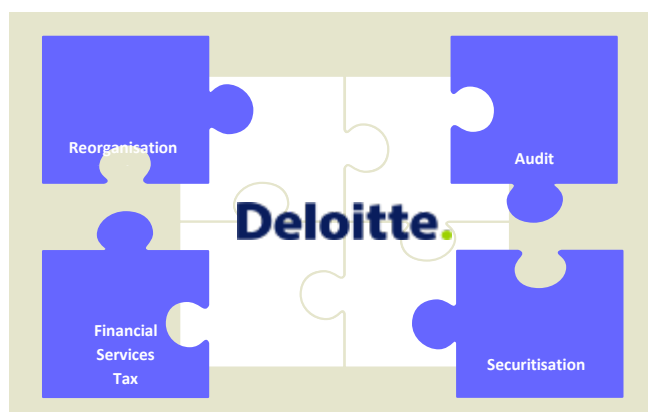 Reorganisation
Audit
Deloitte.
Financial
Services
Tax
Securitisation